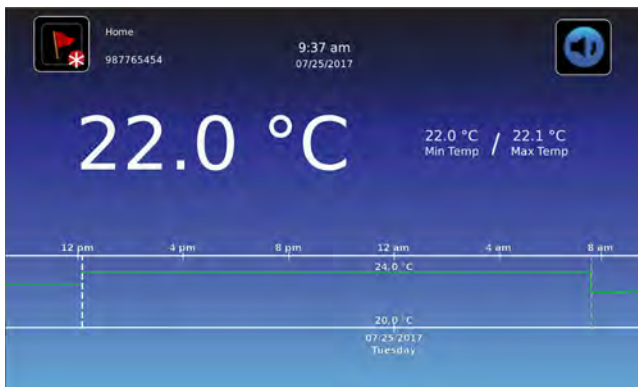 Home
987765454
9:37 am
07/25/2017
22.0 °C
22.0 °C / 22.1 °C
Min Temp Max Temp
12 pm 4 pm 8 pm 12 am 4 am 8 am
24.0 °C
20.0 °C
07/25/2017
Tuesday